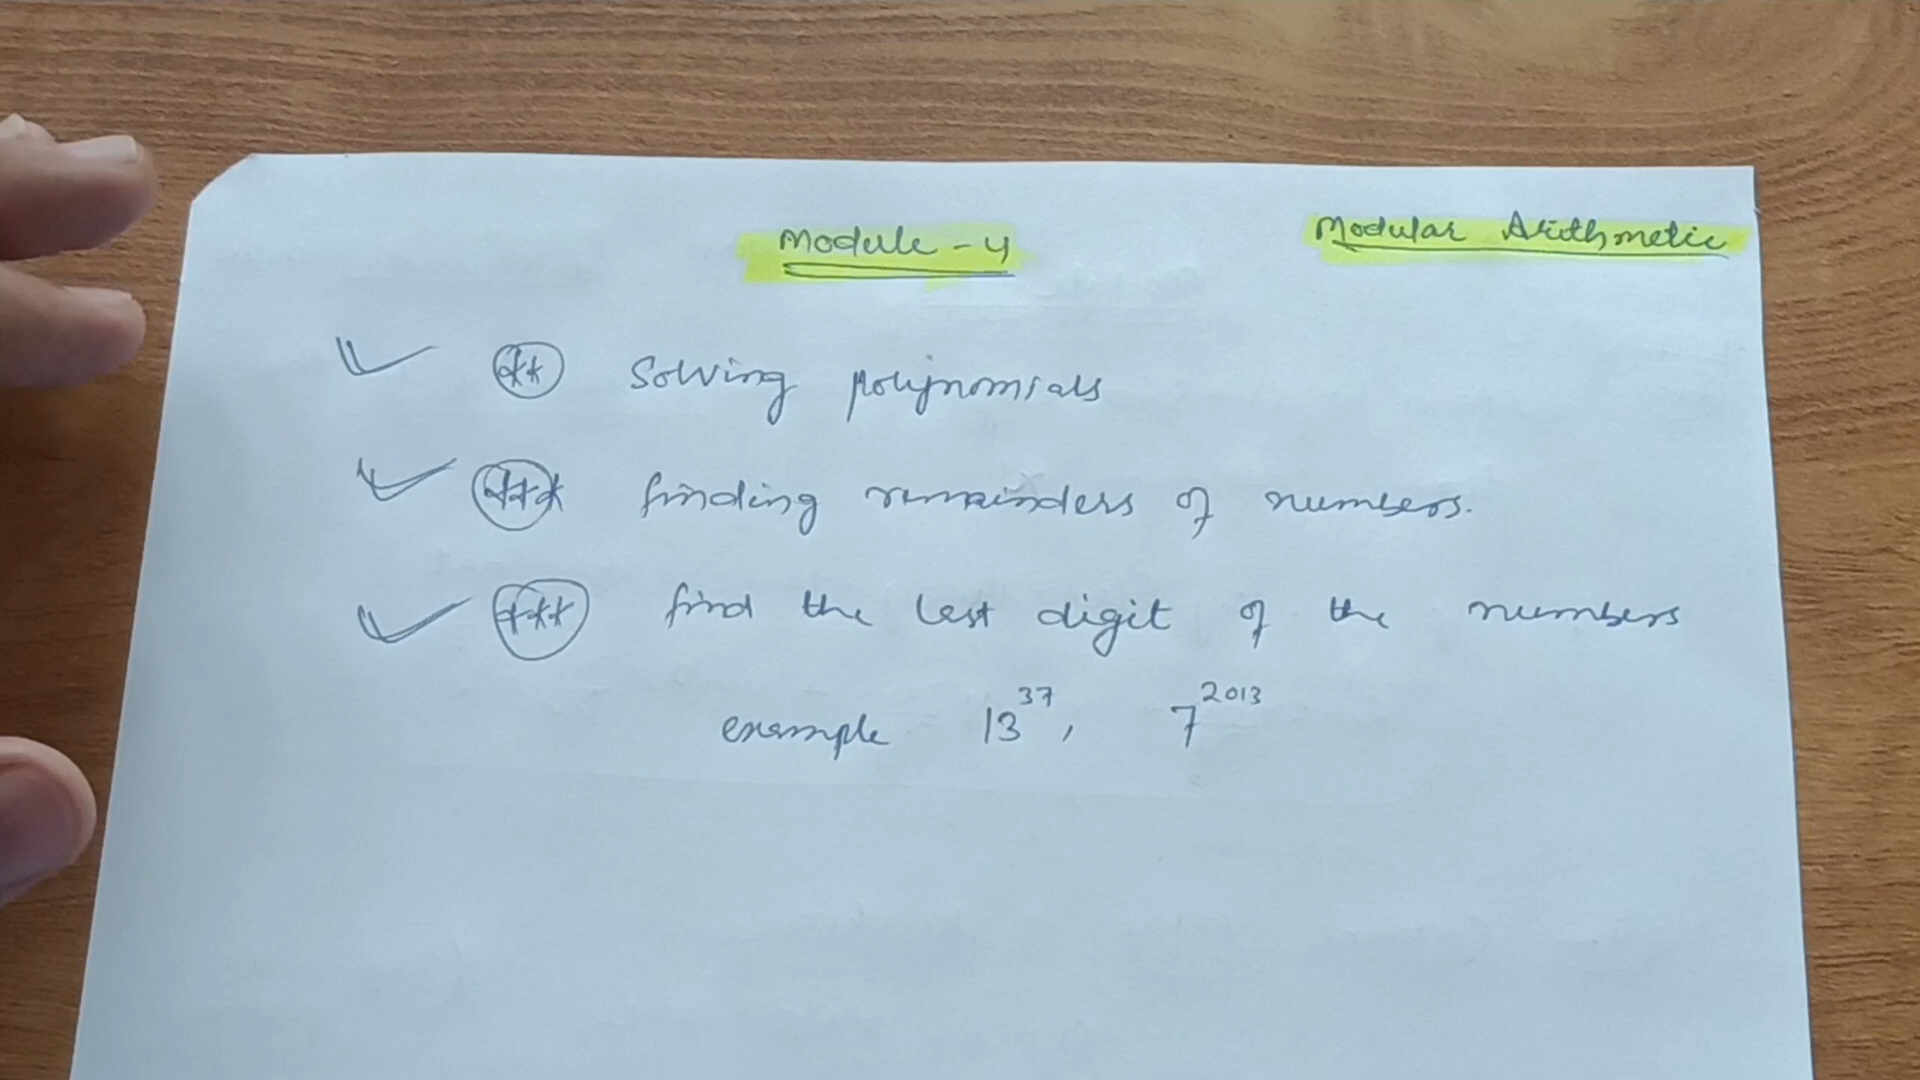 Module - 4
Modular Arithmetic
** Solving polynomials
*** finding remainders of numbers.
*** find the last digit of the numbers
example 13^37, 7^2013